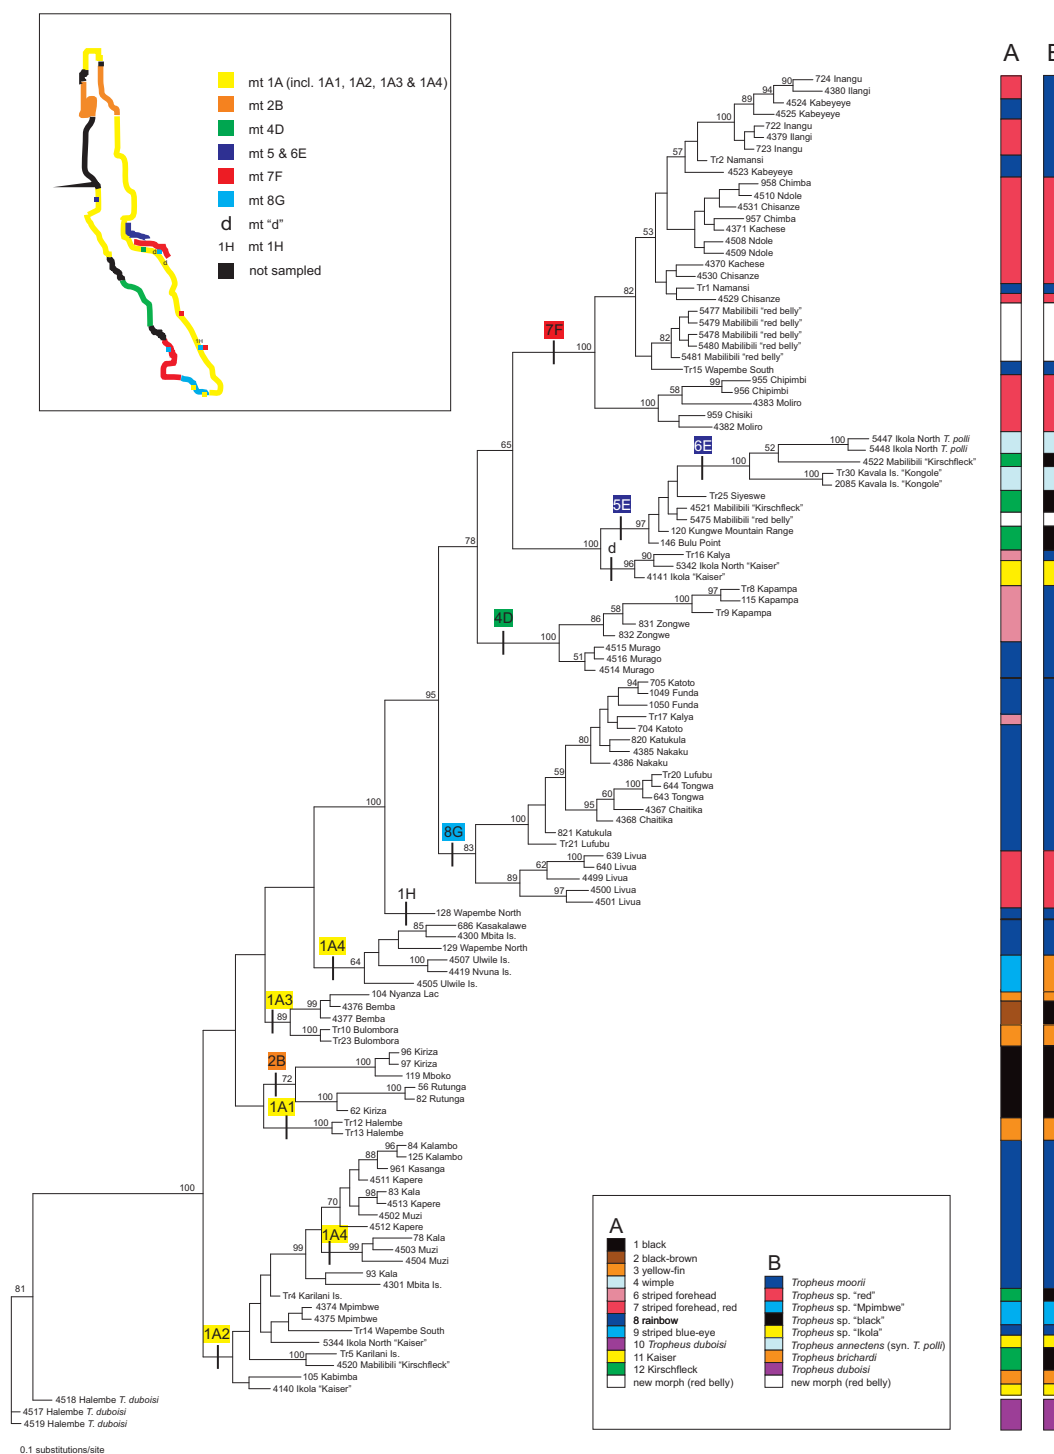 mt 1A (incl. 1A1, 1A2, 1A3 & 1A4)
mt 2B
mt 4D
mt 5 & 6E
mt 7F
mt 8G
d mt “d”
1H mt 1H
not sampled
d
d
1H
A
724 Inangu
90
4380 Ilangi
94
4524 Kabeyeye
89
4525 Kabeyeye
100
722 Inangu
4379 Ilangi
723 Inangu
57
Tr2 Namansi
4523 Kabeyeye
958 Chimba
4510 Ndole
4531 Chisanze
957 Chimba
4371 Kachese
53
4508 Ndole
4509 Ndole
4370 Kachese
4530 Chisanze
82
Tr1 Namansi
4529 Chisanze
5477 Mabilibili “red belly”
5479 Mabilibili “red belly”
7F
82
5478 Mabilibili “red belly”
5480 Mabilibili “red belly”
100
5481 Mabilibili “red belly”
Tr15 Wapembe South
99
955 Chipimbi
58
956 Chipimbi
100
4383 Moliro
959 Chisiki
4382 Moliro
65
6E
100
5447 Ikola North T. polli
52
5448 Ikola North T. polli
100
4522 Mabilibili “Kirschfleck”
100
Tr30 Kavala Is. “Kongole”
2085 Kavala Is. “Kongole”
5E
Tr25 Siyeswe
4521 Mabilibili “Kirschfleck”
97
5475 Mabilibili “red belly”
120 Kungwe Mountain Range
78
100
146 Bulu Point
d
90
Tr16 Kalya
96
5342 Ikola North “Kaiser”
4141 Ikola “Kaiser”
97
Tr8 Kapampa
100
115 Kapampa
58
Tr9 Kapampa
4D
86
831 Zongwe
832 Zongwe
100
4515 Murago
51
4516 Murago
4514 Murago
94
705 Katoto
1049 Funda
95
1050 Funda
Tr17 Kalya
704 Katoto
80
820 Katukula
4385 Nakaku
4386 Nakaku
59
Tr20 Lufubu
100
644 Tongwa
60
643 Tongwa
95
4367 Chaitika
100
4368 Chaitika
100
8G
821 Katukula
83
Tr21 Lufubu
100
639 Livua
62
640 Livua
89
4499 Livua
97
4500 Livua
4501 Livua
1H
128 Wapembe North
85
686 Kasakalawe
4300 Mbita Is.
1A4
129 Wapembe North
64
100
4507 Ulwile Is.
4419 Nvuna Is.
4505 Ulwile Is.
1A3
104 Nyanza Lac
99
4376 Bemba
89
4377 Bemba
100
Tr10 Bulombora
Tr23 Bulombora
2B
96 Kiriza
100
97 Kiriza
72
119 Mboko
100
56 Rutunga
1A1
100
82 Rutunga
62 Kiriza
100
Tr12 Halembe
Tr13 Halembe
96
84 Kalambo
88
125 Kalambo
961 Kasanga
4511 Kapere
100
98
83 Kala
70
4513 Kapere
4502 Muzi
4512 Kapere
1A4
78 Kala
99
99
4503 Muzi
4504 Muzi
93 Kala
4301 Mbita Is.
81
Tr4 Karilani Is.
4374 Mpimbwe
4375 Mpimbwe
1A2
Tr14 Wapembe South
5344 Ikola North “Kaiser”
100
Tr5 Karilani Is.
4520 Mabilibili “Kirschfleck”
105 Kabimba
4140 Ikola “Kaiser”
4518 Halembe T. duboisi
4517 Halembe T. duboisi
4519 Halembe T. duboisi
0.1 substitutions/site
A
1 black
2 black-brown
3 yellow-fin
4 wimple
6 striped forehead
7 striped forehead, red
8 rainbow
9 striped blue-eye
10 Tropheus duboisi
11 Kaiser
12 Kirschfleck
new morph (red belly)
B
Tropheus moorii
Tropheus sp. “red”
Tropheus sp. “Mpimbwe”
Tropheus sp. “black”
Tropheus sp. “Ikola”
Tropheus annectens (syn. T. polli)
Tropheus brichardi
Tropheus duboisi
new morph (red belly)